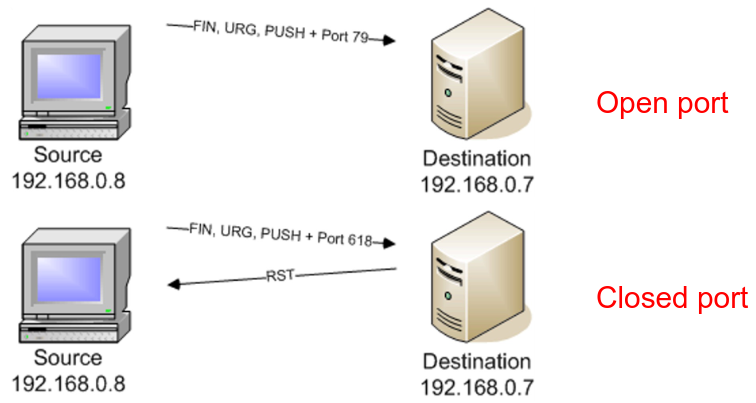 FIN, URG, PUSH + Port 79
Open port
Source
192.168.0.8
Destination
192.168.0.7
FIN, URG, PUSH + Port 618
RST
Closed port
Source
192.168.0.8
Destination
192.168.0.7